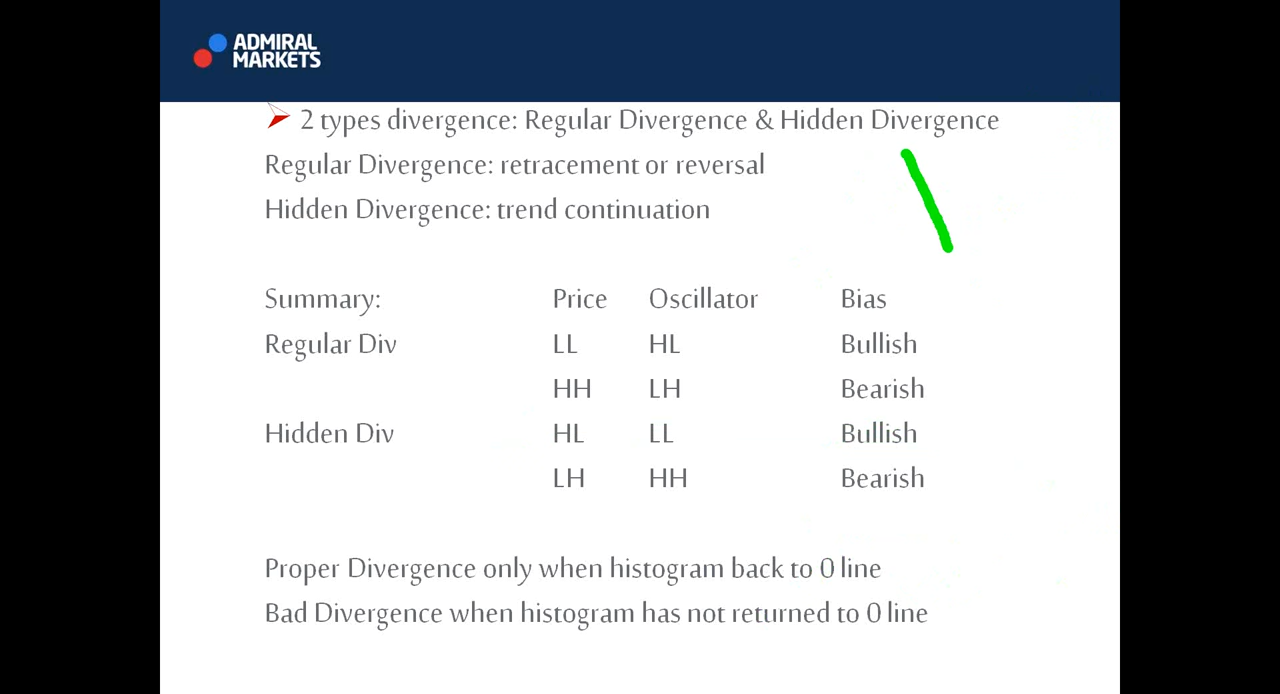 ADMIRAL
MARKETS
2 types divergence: Regular Divergence & Hidden Divergence
Regular Divergence: retracement or reversal
Hidden Divergence: trend continuation
Summary: Price Oscillator Bias
Regular Div LL HL Bullish
HH LH Bearish
Hidden Div HL LL Bullish
LH HH Bearish
Proper Divergence only when histogram back to 0 line
Bad Divergence when histogram has not returned to 0 line